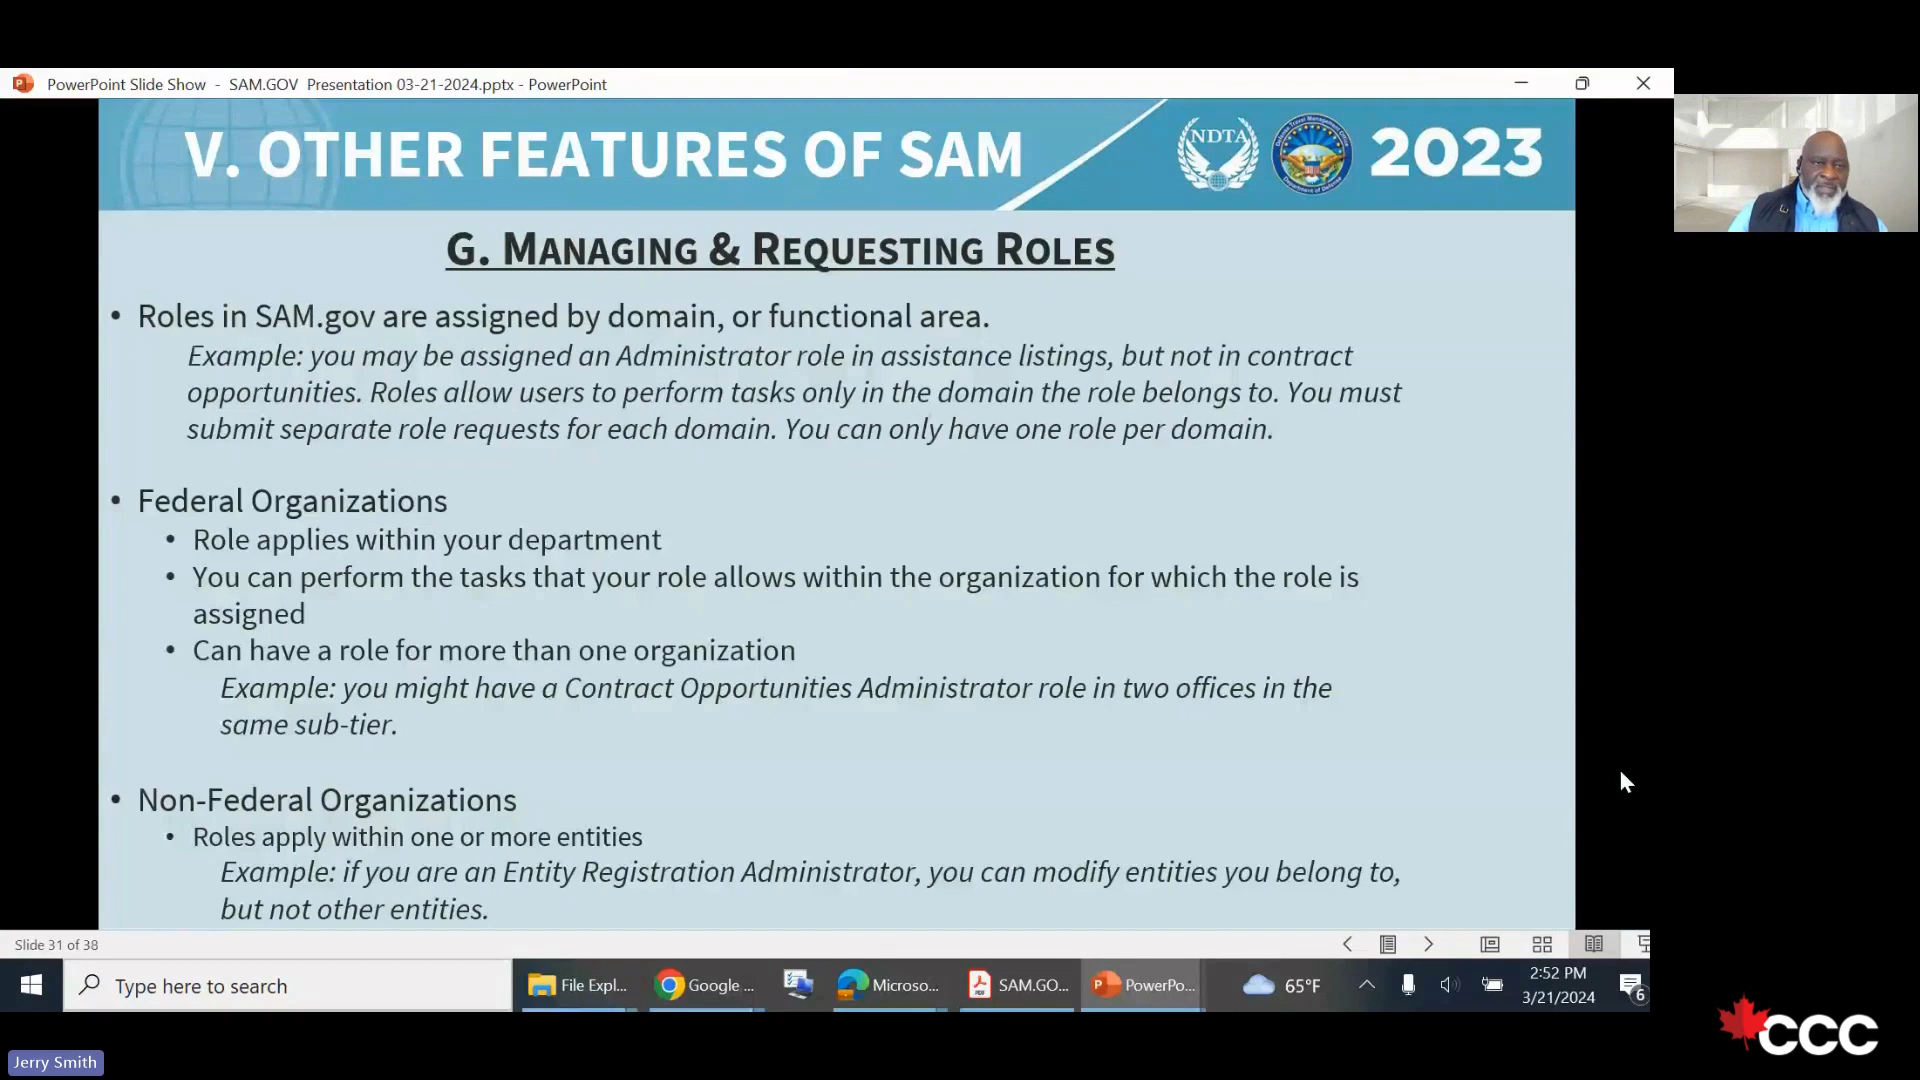 PowerPoint Slide Show - SAM.GOV Presentation 03-21-2024.pptx - PowerPoint
V. OTHER FEATURES OF SAM
NDTA
2023
G. MANAGING & REQUESTING ROLES
• Roles in SAM.gov are assigned by domain, or functional area.
Example: you may be assigned an Administrator role in assistance listings, but not in contract
opportunities. Roles allow users to perform tasks only in the domain the role belongs to. You must
submit separate role requests for each domain. You can only have one role per domain.
• Federal Organizations
• Role applies within your department
• You can perform the tasks that your role allows within the organization for which the role is
assigned
• Can have a role for more than one organization
Example: you might have a Contract Opportunities Administrator role in two offices in the
same sub-tier.
• Non-Federal Organizations
• Roles apply within one or more entities
Example: if you are an Entity Registration Administrator, you can modify entities you belong to,
but not other entities.
Slide 31 of 38
Type here to search
File Expl...
Google ...
Microso...
SAM.GO...
PowerPo...
65°F
2:52 PM
3/21/2024
6
CCC
Jerry Smith